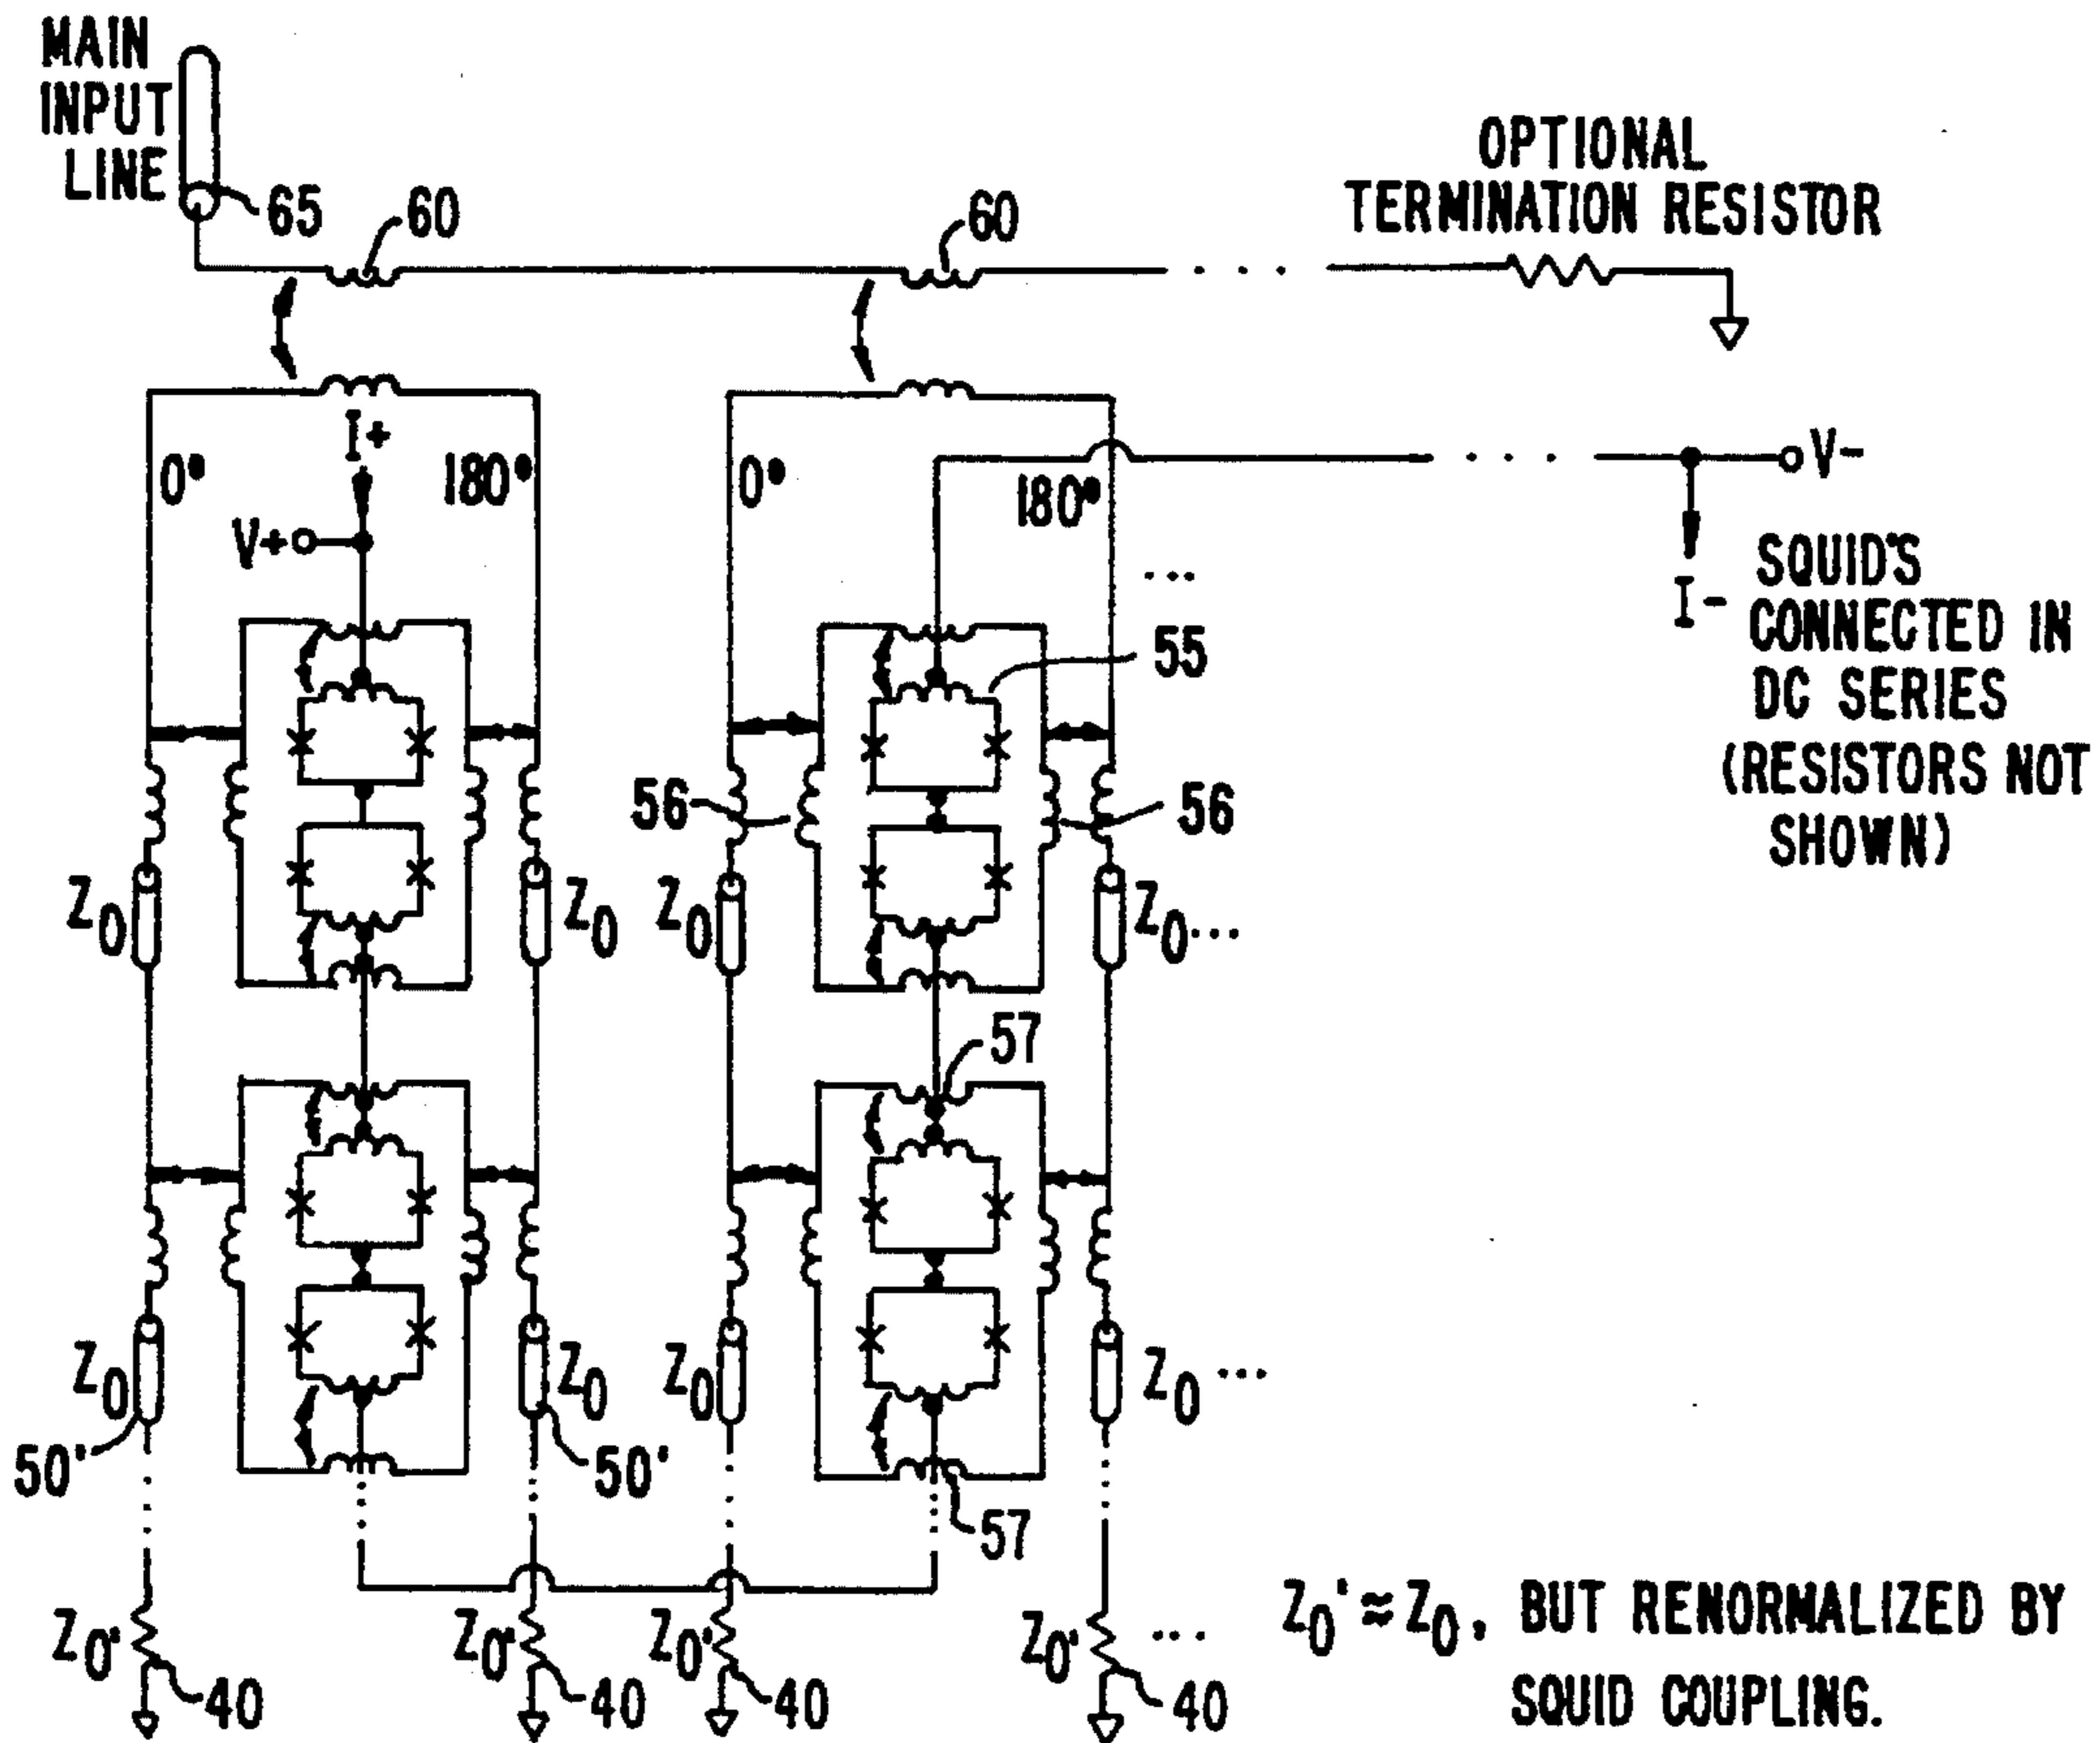 MAIN
INPUT
LINE
65
60
60
OPTIONAL
TERMINATION RESISTOR
I+
0°
180°
V+
0°
180°
V-
I-
SQUID'S
CONNECTED IN
DC SERIES
(RESISTORS NOT
SHOWN)
...
55
56
56
Z0
Z0
Z0
Z0...
57
Z0
Z0
Z0
Z0 ...
50'
50'
57
Z0'
Z0'
Z0'
Z0'
...
40
40
40
40
Z0' ≈ Z0, BUT RENORMALIZED BY
SQUID COUPLING.